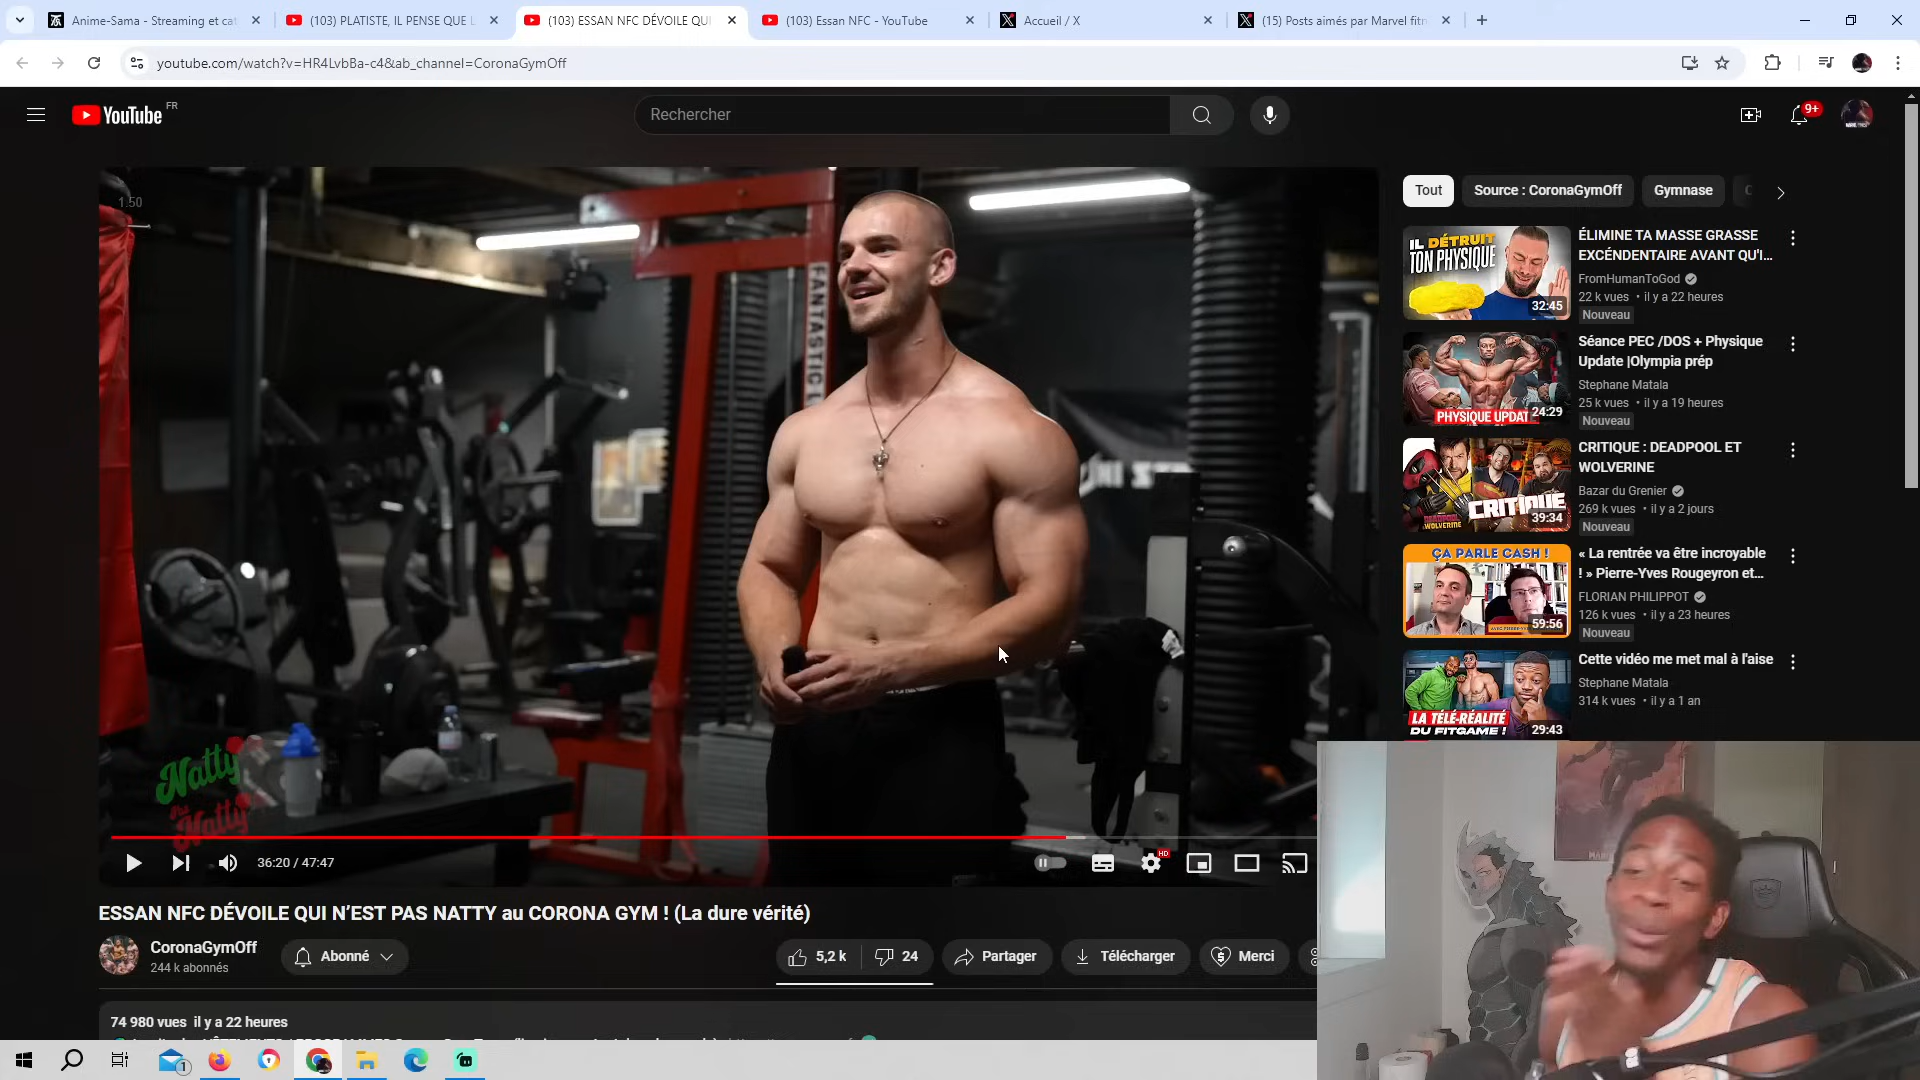 Anime-Sama - Streaming et cat
(103) PLATISTE, IL PENSE QUE L
(103) ESSAN NFC DÉVOILE QUI
(103) Essan NFC - YouTube
Accueil / X
(15) Posts aimés par Marvel fitn
youtube.com/watch?v=HR4LvbBa-c4&ab_channel=CoronaGymOff
YouTube FR
Rechercher
9+
1:50
FANTASTIC
Natty
Not
Natty
36:20 / 47:47
HD
ESSAN NFC DÉVOILE QUI N'EST PAS NATTY au CORONA GYM ! (La dure vérité)
CoronaGymOff
244 k abonnés
Abonné
5,2 k
24
Partager
Télécharger
Merci
74 980 vues il y a 22 heures
Tout
Source : CoronaGymOff
Gymnase
IL DÉTRUIT
TON PHYSIQUE
32:45
ÉLIMINE TA MASSE GRASSE
EXCÉNDENTAIRE AVANT QU'I...
FromHumanToGod
22 k vues • il y a 22 heures
Nouveau
PHYSIQUE UPDAT
24:29
Séance PEC /DOS + Physique
Update |Olympia prép
Stephane Matala
25 k vues • il y a 19 heures
Nouveau
DEADPOOL
WOLVERINE
CRITIQUE
39:34
CRITIQUE : DEADPOOL ET
WOLVERINE
Bazar du Grenier
269 k vues • il y a 2 jours
Nouveau
ÇA PARLE CASH !
59:56
« La rentrée va être incroyable
! » Pierre-Yves Rougeyron et...
FLORIAN PHILIPPOT
126 k vues • il y a 23 heures
Nouveau
LA TÉLÉ-RÉALITÉ
DU FITGAME !
29:43
Cette vidéo me met mal à l'aise
Stephane Matala
314 k vues • il y a 1 an
1